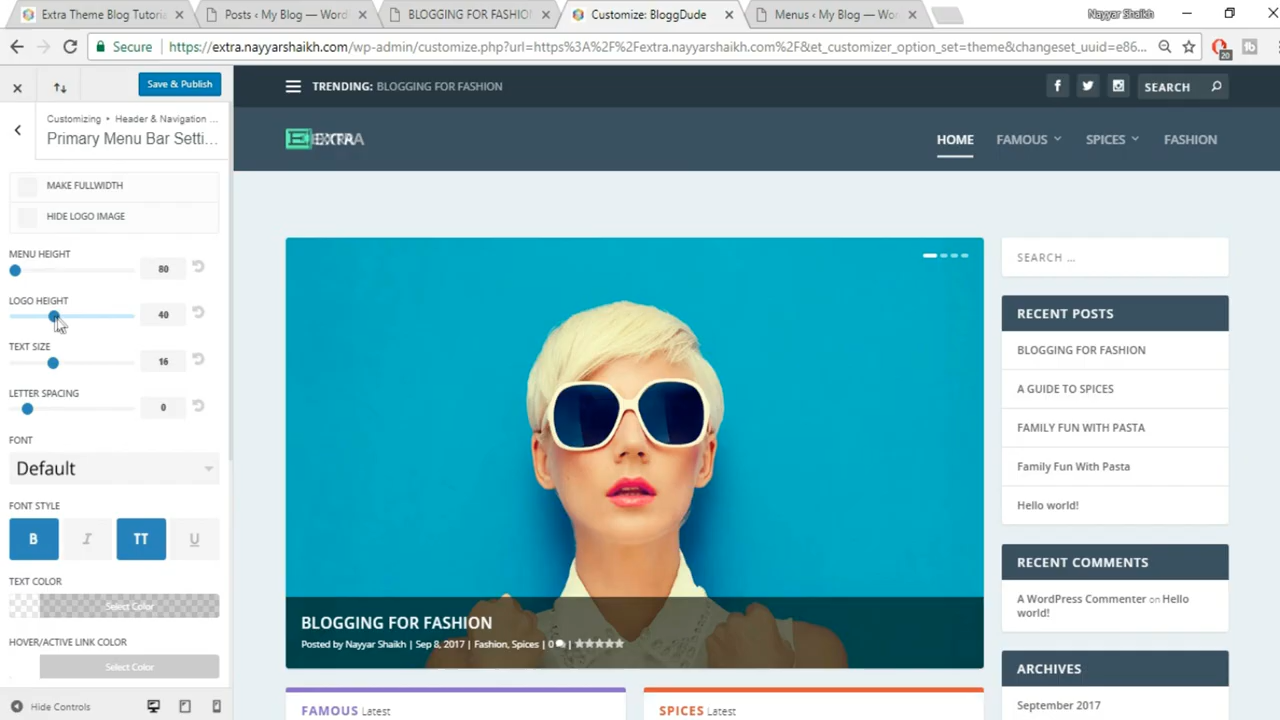 Extra Theme Blog Tutoria
Posts ‹ My Blog — Word
BLOGGING FOR FASHION
Customize: BloggDude
Menus ‹ My Blog — Wor
Nayyar Shaikh
Secure
https://extra.nayyarshaikh.com/wp-admin/customize.php?url=https%3A%2F%2Fextra.nayyarshaikh.com%2F&et_customizer_option_set=theme&changeset_uuid=e86...
20
Save & Publish
TRENDING: BLOGGING FOR FASHION
SEARCH
Customizing • Header & Navigation ...
Primary Menu Bar Setti...
EXTRA
HOME
FAMOUS
SPICES
FASHION
MAKE FULLWIDTH
HIDE LOGO IMAGE
MENU HEIGHT
80
LOGO HEIGHT
40
TEXT SIZE
16
LETTER SPACING
0
FONT
Default
FONT STYLE
B I TT U
TEXT COLOR
Select Color
HOVER/ACTIVE LINK COLOR
Select Color
Hide Controls
BLOGGING FOR FASHION
Posted by Nayyar Shaikh | Sep 8, 2017 | Fashion, Spices | 0 |
FAMOUS Latest
SPICES Latest
SEARCH ...
RECENT POSTS
BLOGGING FOR FASHION
A GUIDE TO SPICES
FAMILY FUN WITH PASTA
Family Fun With Pasta
Hello world!
RECENT COMMENTS
A WordPress Commenter on Hello
world!
ARCHIVES
September 2017